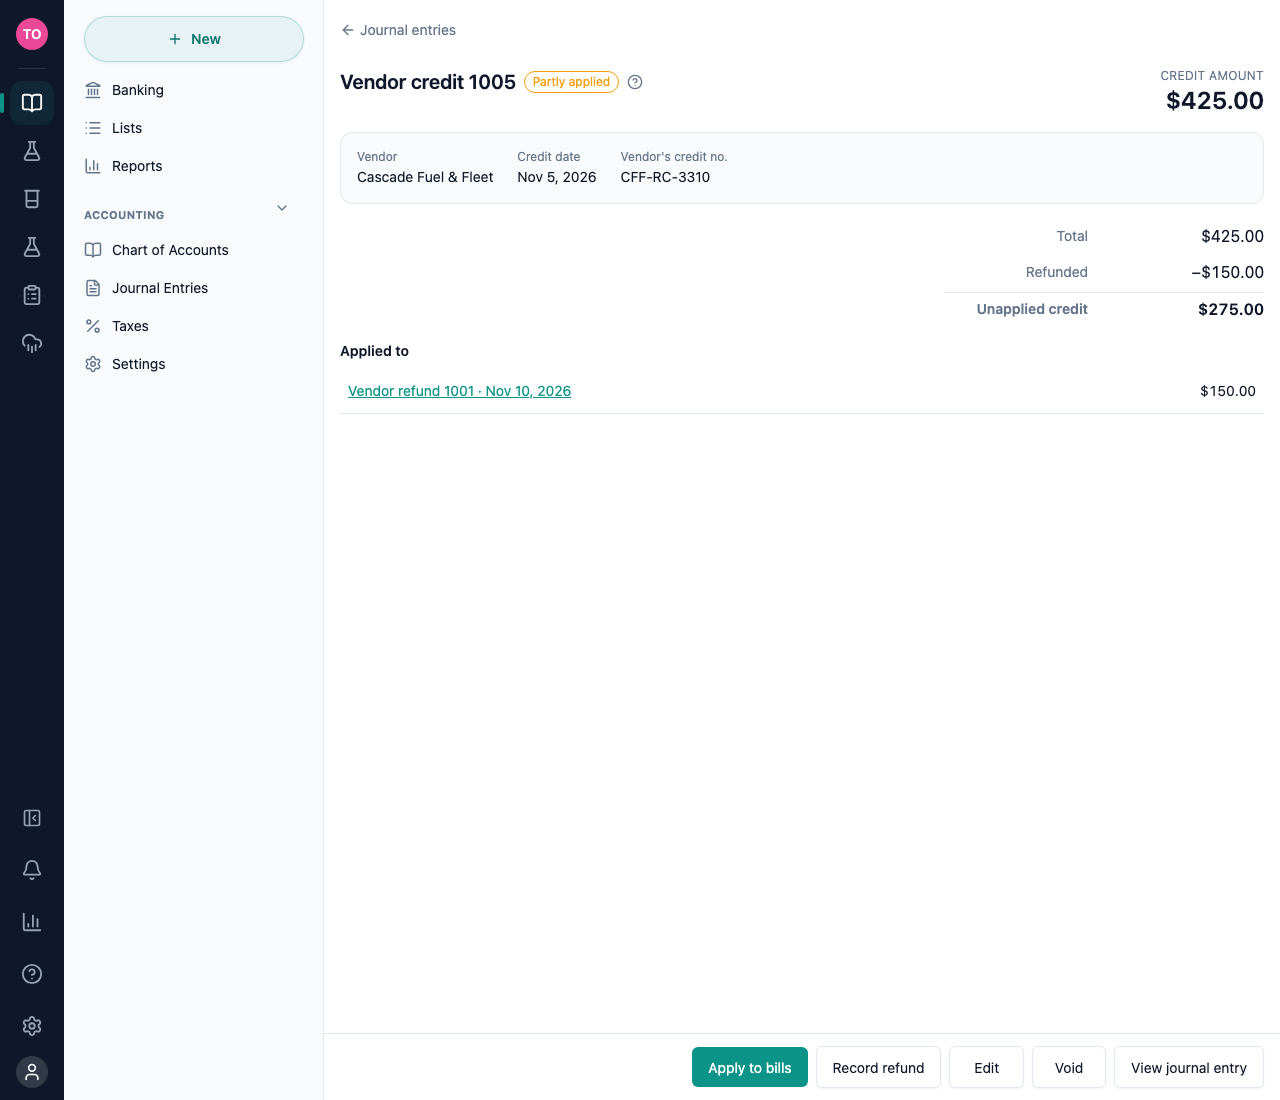 TO
New
Banking
Lists
Reports
ACCOUNTING
Chart of Accounts
Journal Entries
Taxes
Settings
Journal entries
Vendor credit 1005
Partly applied
CREDIT AMOUNT
$425.00
Vendor
Cascade Fuel & Fleet
Credit date
Nov 5, 2026
Vendor's credit no.
CFF-RC-3310
Total $425.00
Refunded –$150.00
Unapplied credit $275.00
Applied to
Vendor refund 1001 · Nov 10, 2026 $150.00
Apply to bills
Record refund
Edit
Void
View journal entry